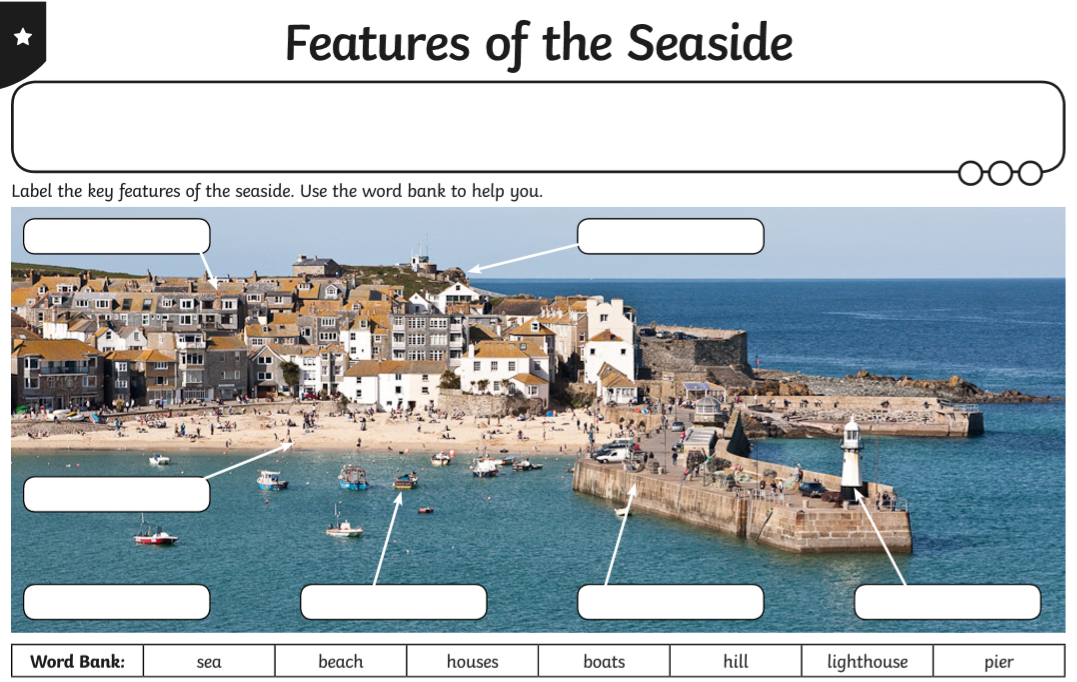 Features of the Seaside
Label the key features of the seaside. Use the word bank to help you.
Word Bank: sea beach houses boats hill lighthouse pier